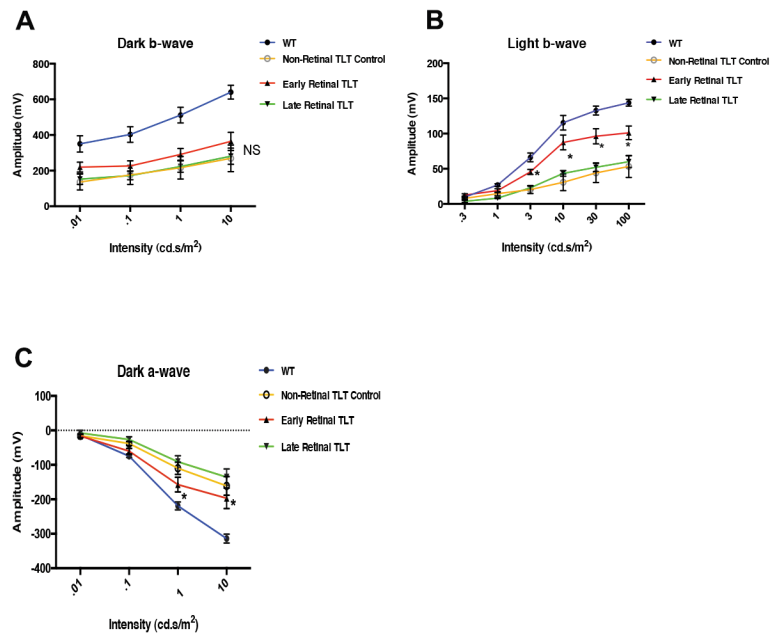 A
Dark b-wave
WT
Non-Retinal TLT Control
Early Retinal TLT
Late Retinal TLT
Amplitude (mV)
800
600
400
200
0
NS
.01
.1
1
10
Intensity (cd.s/m²)
B
Light b-wave
WT
Non-Retinal TLT Control
Early Retinal TLT
Late Retinal TLT
Amplitude (mV)
200
150
100
50
0
*
*
*
*
.3
1
3
10
30
100
Intensity (cd.s/m²)
C
Dark a-wave
WT
Non-Retinal TLT Control
Early Retinal TLT
Late Retinal TLT
Amplitude (mV)
100
0
-100
-200
-300
-400
*
*
.01
.1
1
10
Intensity (cd.s/m²)